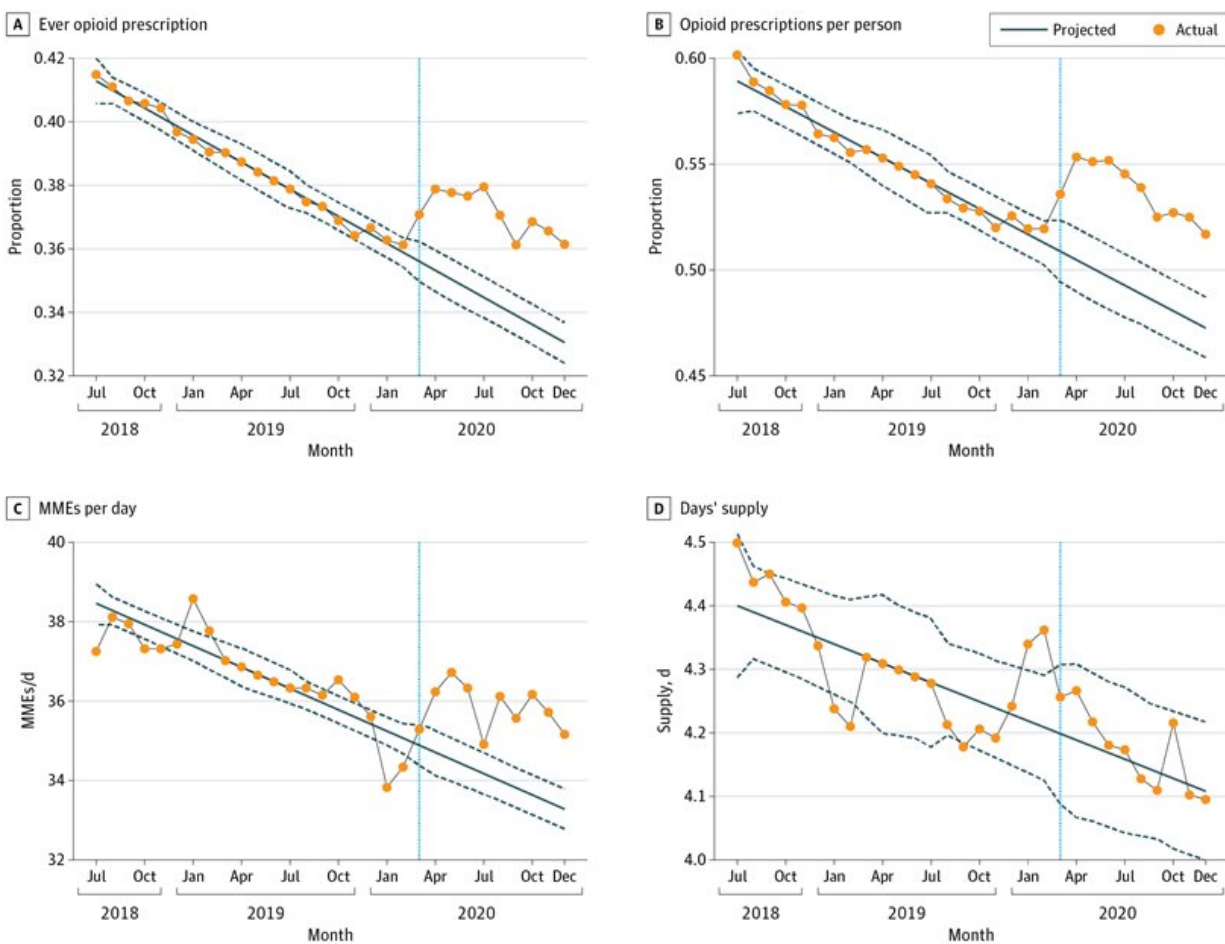 A Ever opioid prescription
B Opioid prescriptions per person
Projected Actual
0.42
0.40
0.38
0.36
0.34
0.32
Proportion
Jul Oct Jan Apr Jul Oct Jan Apr Jul Oct Dec
2018 2019 2020
Month
0.60
0.55
0.50
0.45
Proportion
Jul Oct Jan Apr Jul Oct Jan Apr Jul Oct Dec
2018 2019 2020
Month
C MMEs per day
40
38
36
34
32
MMEs/d
Jul Oct Jan Apr Jul Oct Jan Apr Jul Oct Dec
2018 2019 2020
Month
D Days' supply
4.5
4.4
4.3
4.2
4.1
4.0
Supply, d
Jul Oct Jan Apr Jul Oct Jan Apr Jul Oct Dec
2018 2019 2020
Month